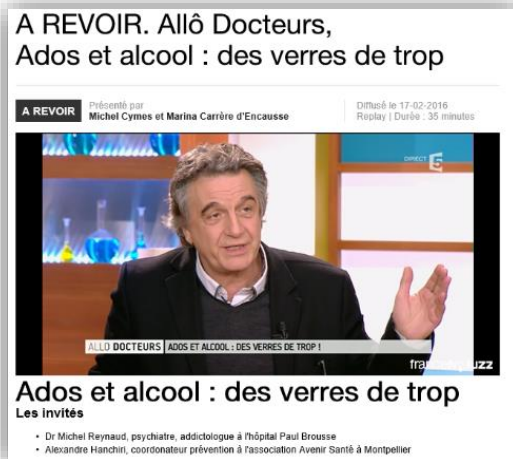 A REVOIR. Allô Docteurs,
Ados et alcool : des verres de trop
A REVOIR
Présenté par
Michel Cymes et Marina Carrère d'Encausse
Diffusé le 17-02-2016
Replay | Durée : 35 minutes
DIRECT 5
ALLO DOCTEURS ADOS ET ALCOOL : DES VERRES DE TROP !
Ados et alcool : des verres de trop
Les invités
• Dr Michel Reynaud, psychiatre, addictologue à l'hôpital Paul Brousse
• Alexandre Hanchiri, coordonateur prévention à l'association Avenir Santé à Montpellier